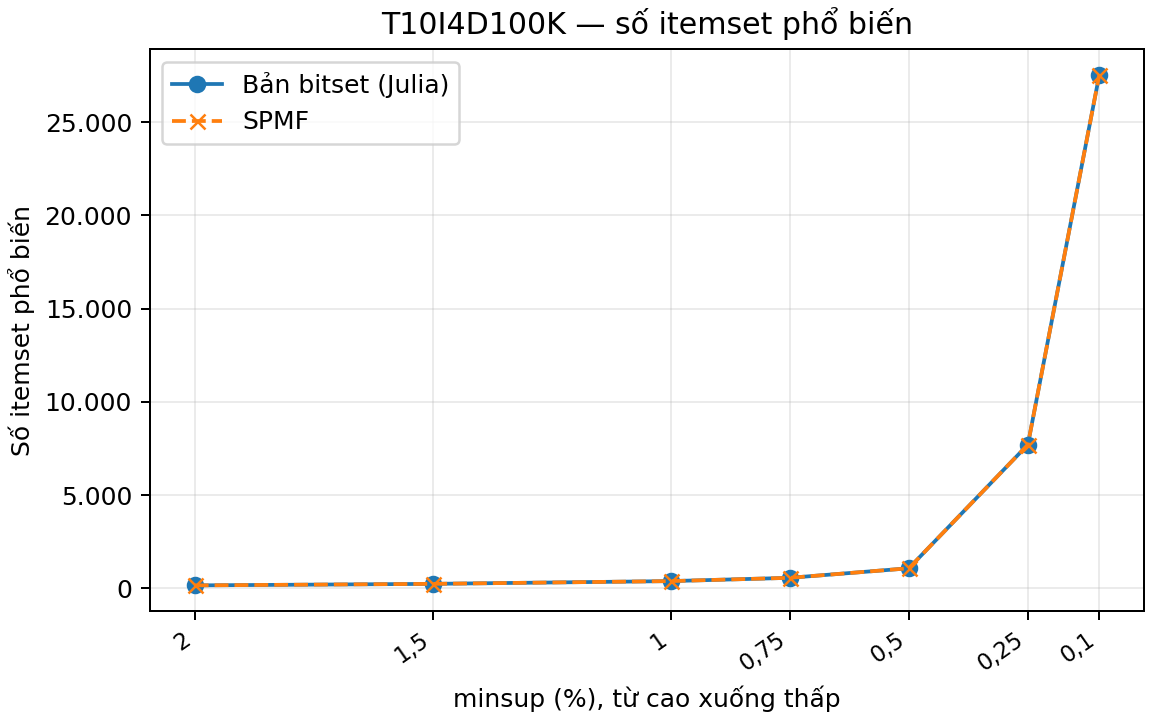 T10I4D100K — số itemset phổ biến
Bản bitset (Julia)
SPMF
Số itemset phổ biến
25.000
20.000
15.000
10.000
5.000
0
2
1,5
1
0,75
0,5
0,25
0,1
minsup (%), từ cao xuống thấp